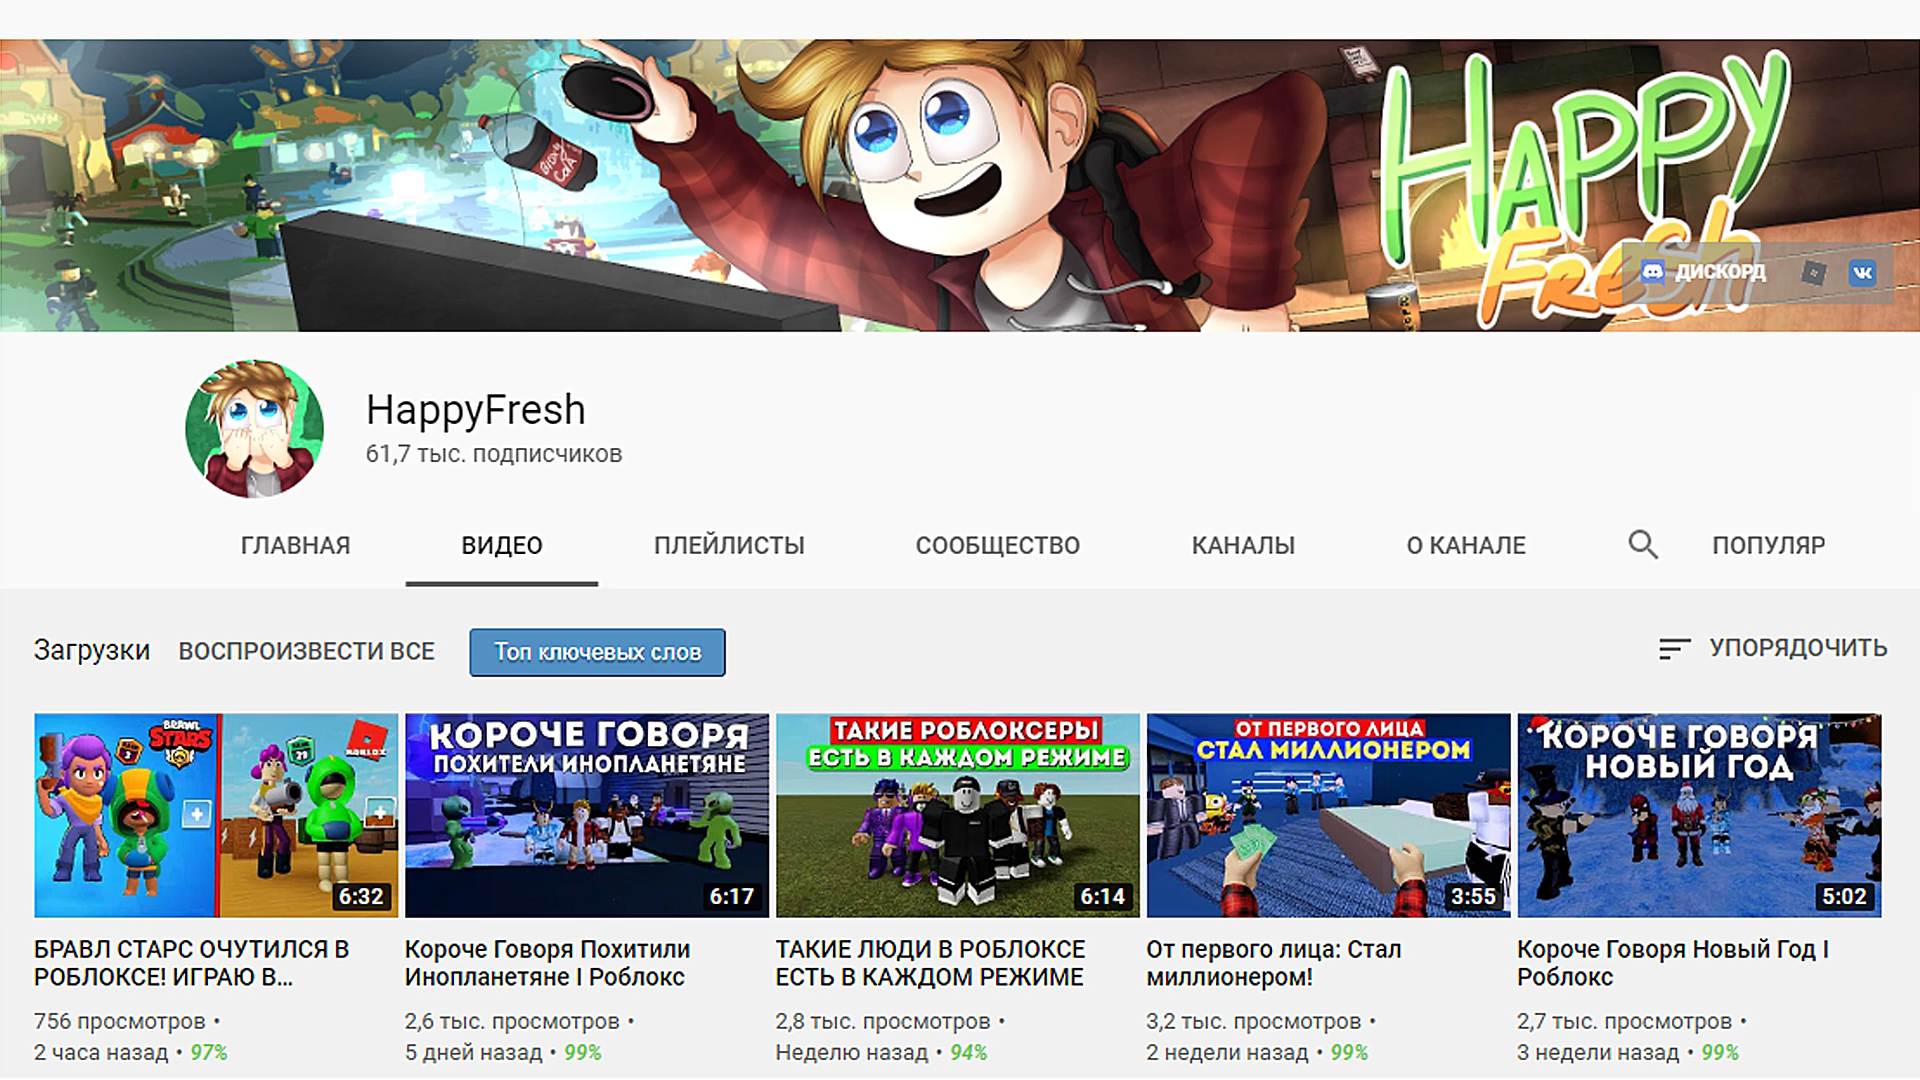 HAPPY
Fresh
Bloxy
Cola
ДИСКОРД
HappyFresh
61,7 тыс. подписчиков
ГЛАВНАЯ
ВИДЕО
ПЛЕЙЛИСТЫ
СООБЩЕСТВО
КАНАЛЫ
О КАНАЛЕ
ПОПУЛЯР
Загрузки
ВОСПРОИЗВЕСТИ ВСЕ
Топ ключевых слов
УПОРЯДОЧИТЬ
BRAWL
STARS
ROBLOX
6:32
КОРОЧЕ ГОВОРЯ
ПОХИТЕЛИ ИНОПЛАНЕТЯНЕ
6:17
ТАКИЕ РОБЛОКСЕРЫ
ЕСТЬ В КАЖДОМ РЕЖИМЕ
6:14
ОТ ПЕРВОГО ЛИЦА
СТАЛ МИЛЛИОНЕРОМ
3:55
КОРОЧЕ ГОВОРЯ
НОВЫЙ ГОД
5:02
БРАВЛ СТАРС ОЧУТИЛСЯ В
РОБЛОКСЕ! ИГРАЮ В...
756 просмотров •
2 часа назад • 97%
Короче Говоря Похитили
Инопланетяне I Роблокс
2,6 тыс. просмотров •
5 дней назад • 99%
ТАКИЕ ЛЮДИ В РОБЛОКСЕ
ЕСТЬ В КАЖДОМ РЕЖИМЕ
2,8 тыс. просмотров •
Неделю назад • 94%
От первого лица: Стал
миллионером!
3,2 тыс. просмотров •
2 недели назад • 99%
Короче Говоря Новый Год I
Роблокс
2,7 тыс. просмотров •
3 недели назад • 99%